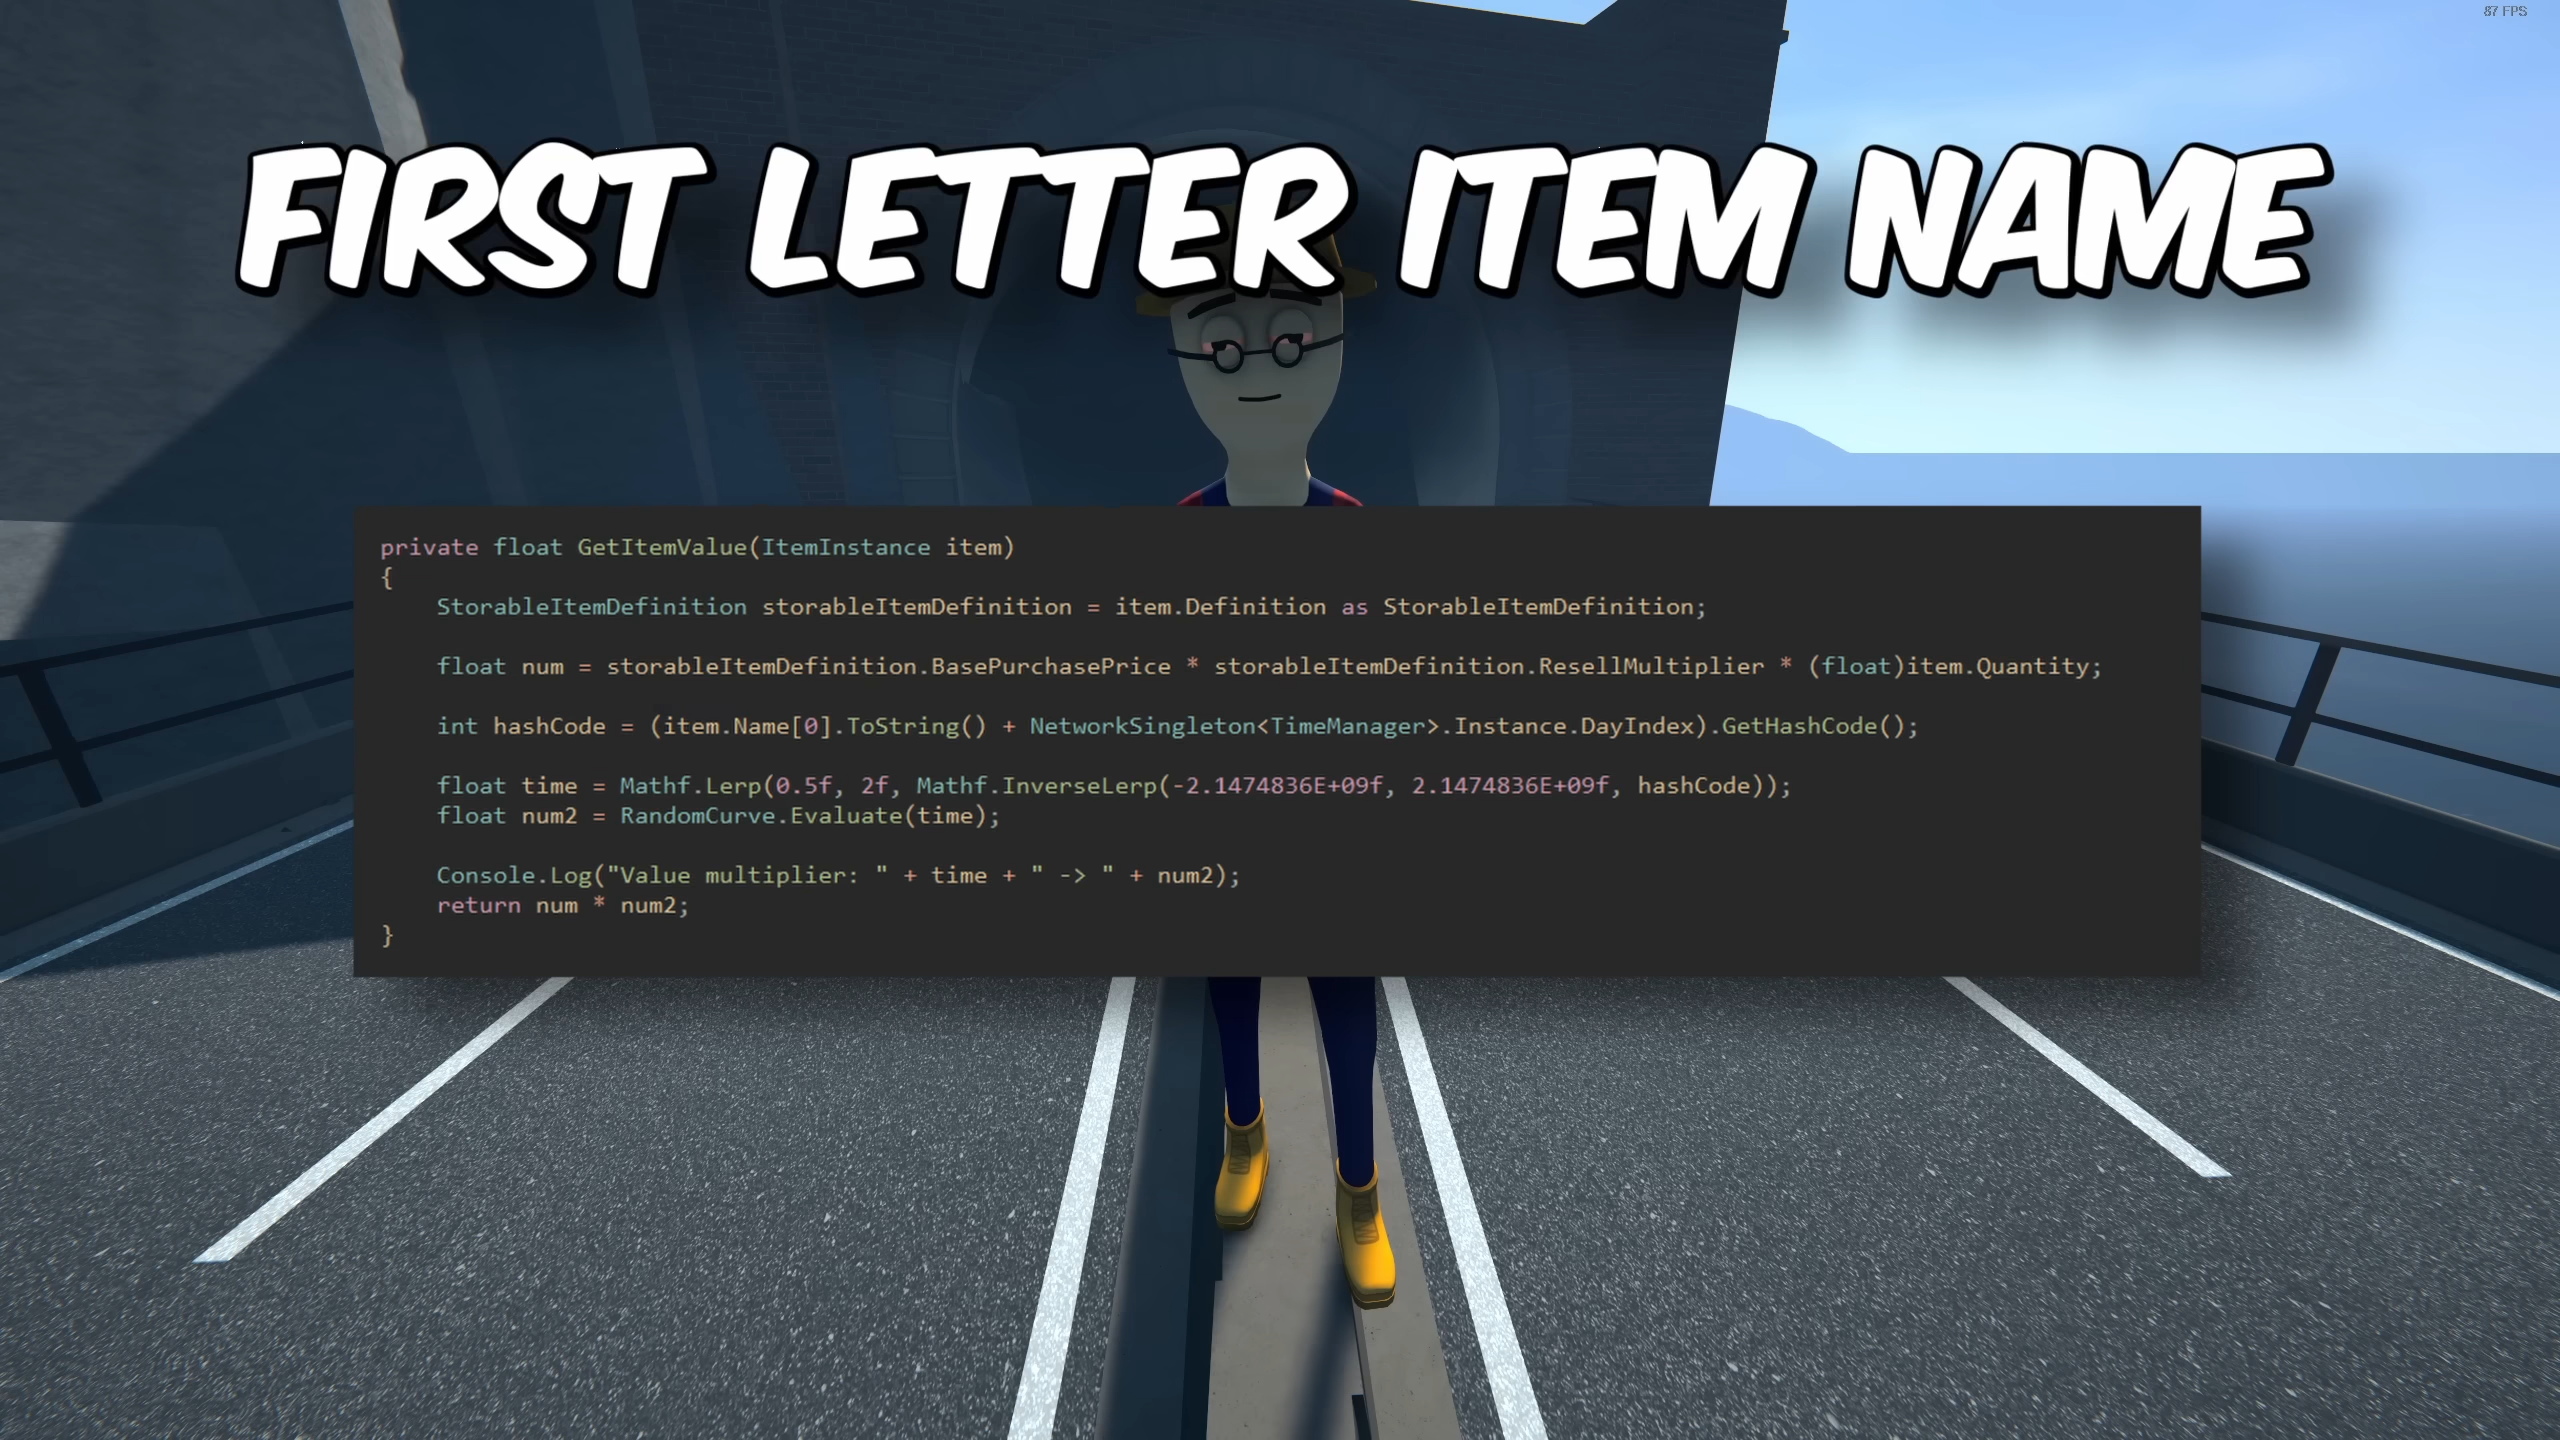 87 FPS
FIRST LETTER ITEM NAME
private float GetItemValue(ItemInstance item)
{
    StorableItemDefinition storableItemDefinition = item.Definition as StorableItemDefinition;
    float num = storableItemDefinition.BasePurchasePrice * storableItemDefinition.ResellMultiplier * (float)item.Quantity;
    int hashCode = (item.Name[0].ToString() + NetworkSingleton<TimeManager>.Instance.DayIndex).GetHashCode();
    float time = Mathf.Lerp(0.5f, 2f, Mathf.InverseLerp(-2.1474836E+09f, 2.1474836E+09f, hashCode));
    float num2 = RandomCurve.Evaluate(time);
    Console.Log("Value multiplier: " + time + " -> " + num2);
    return num * num2;
}